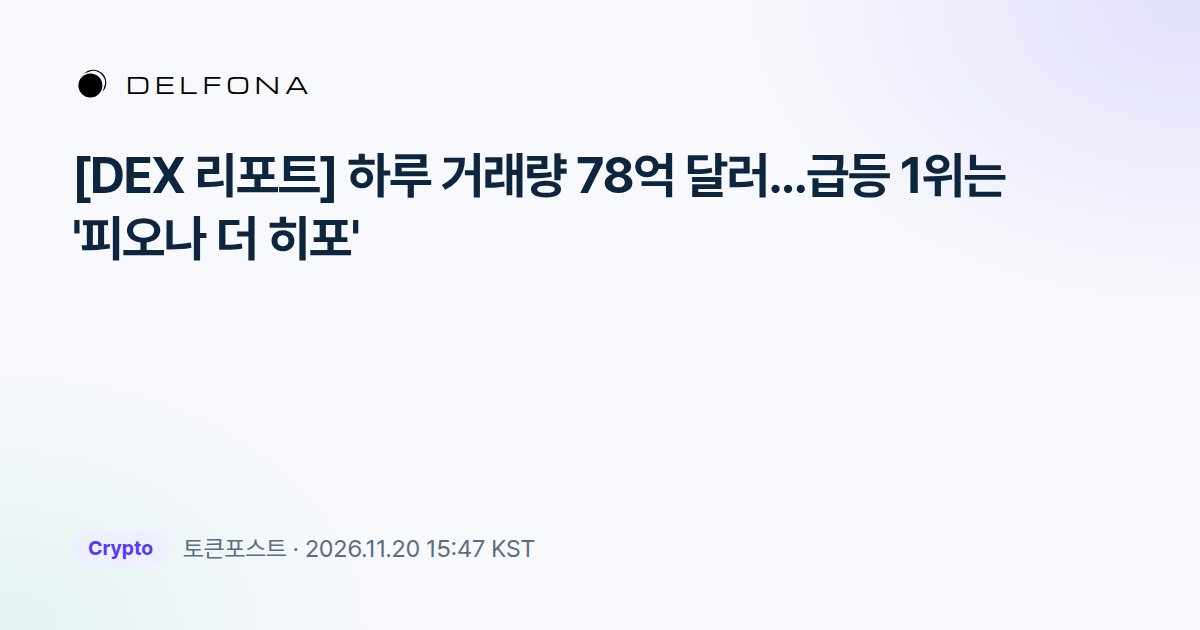 DELFONA
[DEX 리포트] 하루 거래량 78억 달러...급등 1위는
'피오나 더 히포'
Crypto 토큰포스트 · 2026.11.20 15:47 KST